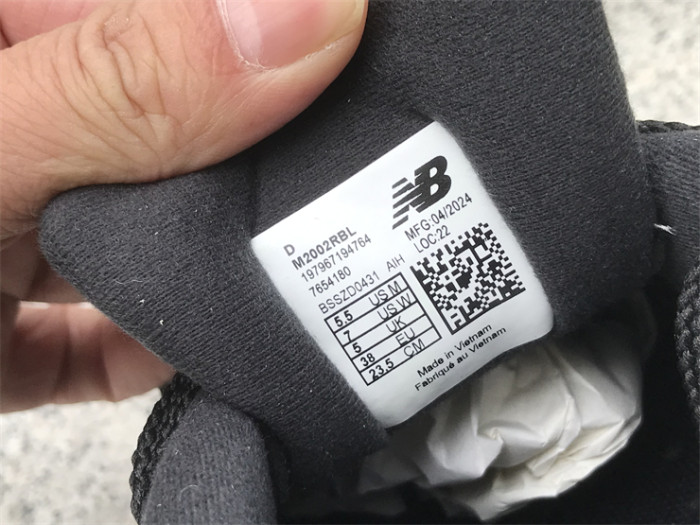 NB
D
M2002RBL
197967194764
7654180
BSSZD0431 AIH
MFG:04/2024
LOC:22
5.5 US M
7 US W
5 UK
38 EU
23.5 CM
Made in Vietnam
Fabriqué au Vietnam